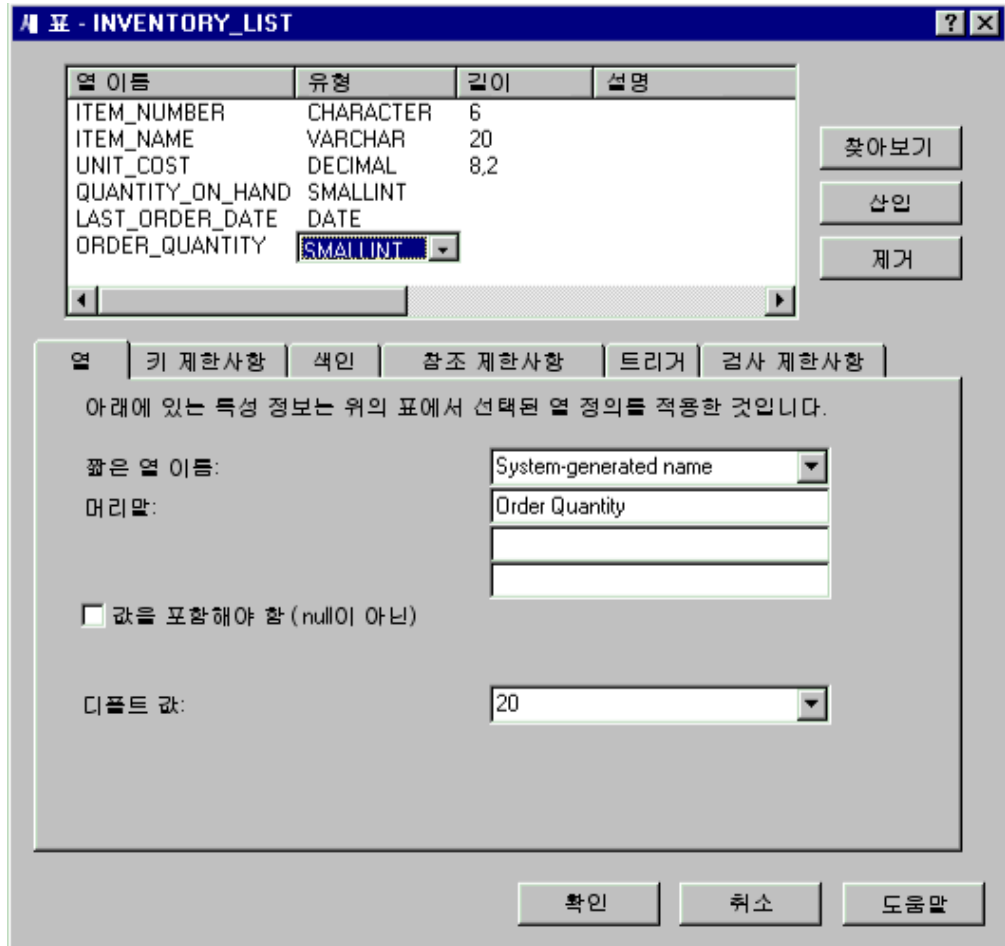 새 표 - INVENTORY_LIST
열 이름 유형 길이 설명
ITEM_NUMBER CHARACTER 6
ITEM_NAME VARCHAR 20
UNIT_COST DECIMAL 8,2
QUANTITY_ON_HAND SMALLINT
LAST_ORDER_DATE DATE
ORDER_QUANTITY SMALLINT
찾아보기
삽입
제거
열 키 제한사항 색인 참조 제한사항 트리거 검사 제한사항
아래에 있는 특성 정보는 위의 표에서 선택된 열 정의를 적용한 것입니다.
짧은 열 이름: System-generated name
머리말: Order Quantity
값을 포함해야 함(null이 아닌)
디폴트 값: 20
확인 취소 도움말